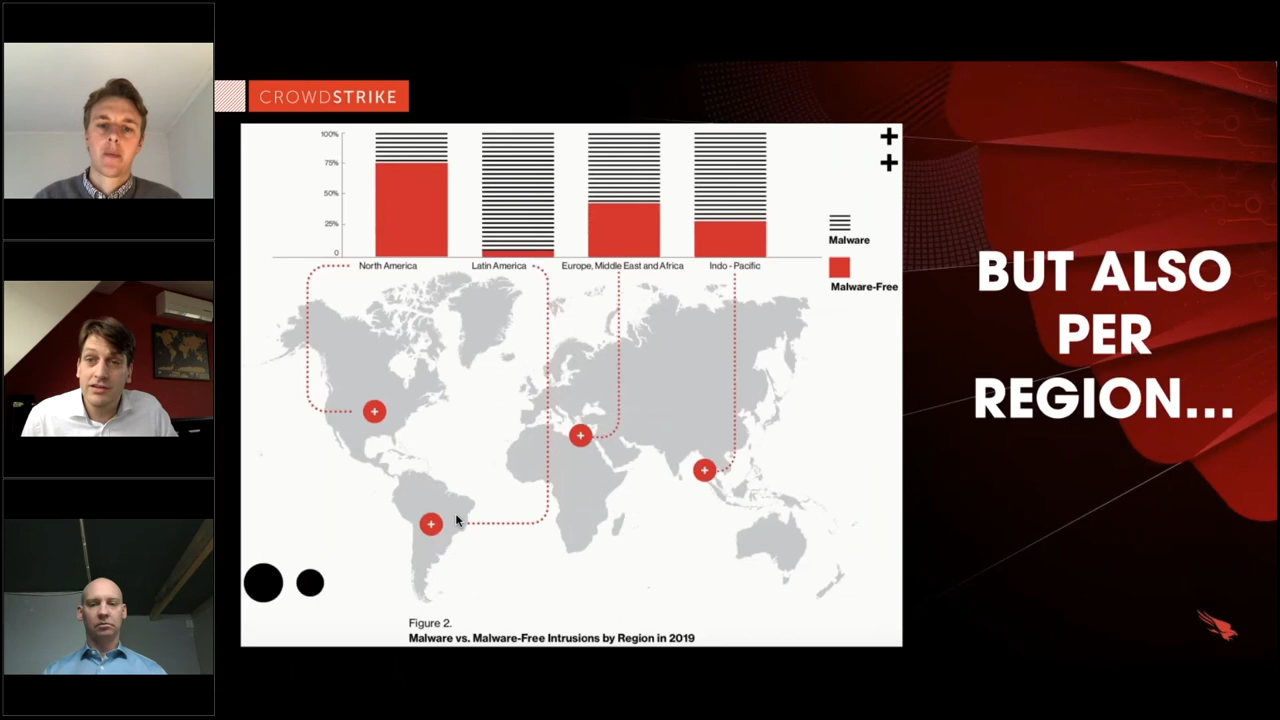 CROWDSTRIKE
100%
75%
50%
25%
0
North America
Latin America
Europe, Middle East and Africa
Indo - Pacific
Malware
Malware-Free
BUT ALSO
PER
REGION...
Figure 2.
Malware vs. Malware-Free Intrusions by Region in 2019